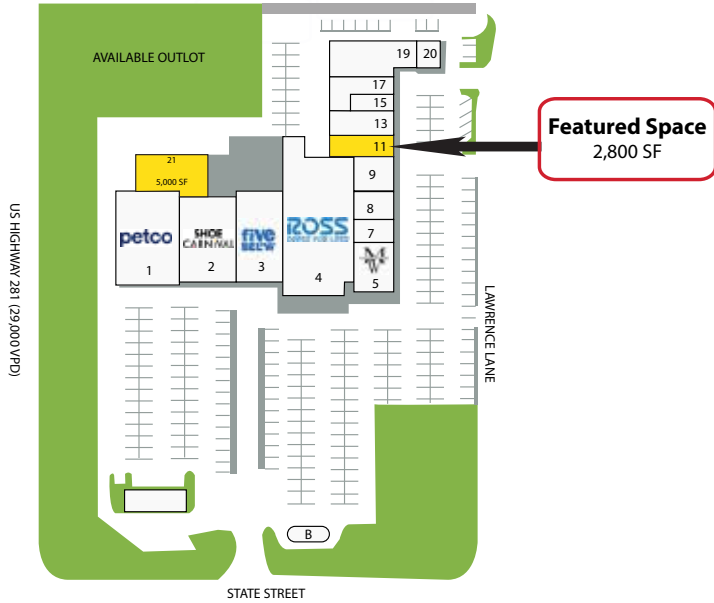 AVAILABLE OUTLOT
19
20
17
15
13
11
Featured Space
2,800 SF
9
21
5,000 SF
8
7
petco
SHOE
CARNIVAL
five
BEL°W
ROSS
DRESS FOR LESS
MW
1
2
3
4
5
US HIGHWAY 281 (29,000 VPD)
LAWRENCE LANE
B
STATE STREET